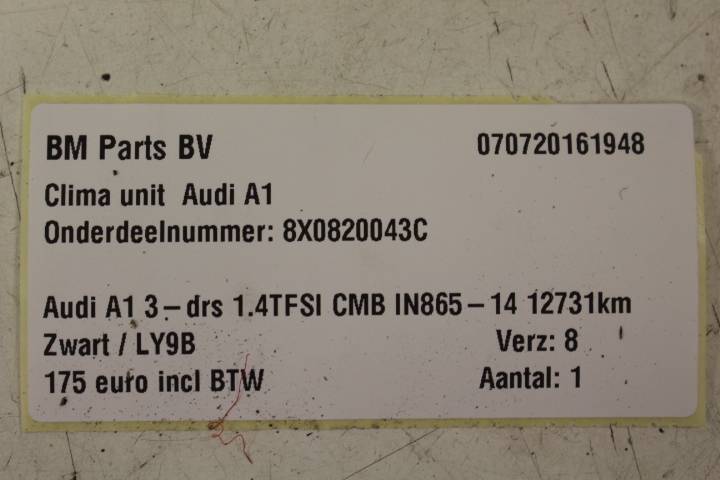 BM Parts BV 070720161948
Clima unit Audi A1
Onderdeelnummer: 8X0820043C
Audi A1 3-drs 1.4TFSI CMB IN865-14 12731km
Zwart / LY9B Verz: 8
175 euro incl BTW Aantal: 1